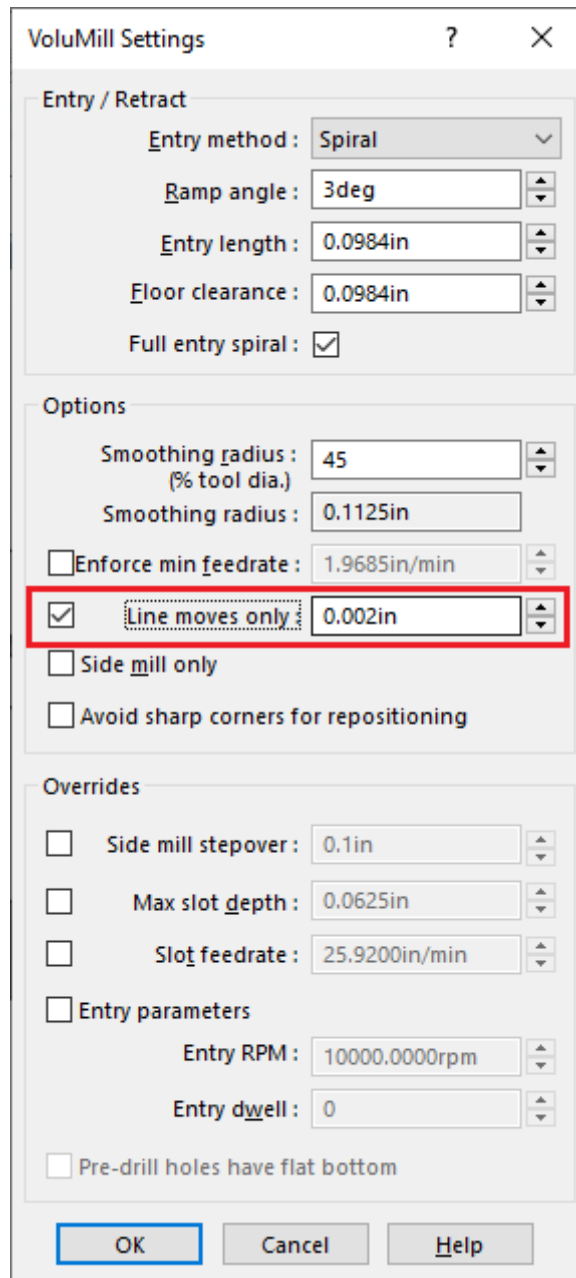 VoluMill Settings ?
Entry / Retract
Entry method : Spiral
Ramp angle : 3deg
Entry length : 0.0984in
Floor clearance : 0.0984in
Full entry spiral :
Options
Smoothing radius : 45
(% tool dia.)
Smoothing radius : 0.1125in
Enforce min feedrate : 1.9685in/min
Line moves only : 0.002in
Side mill only
Avoid sharp corners for repositioning
Overrides
Side mill stepover : 0.1in
Max slot depth : 0.0625in
Slot feedrate : 25.9200in/min
Entry parameters
Entry RPM : 10000.0000rpm
Entry dwell : 0
Pre-drill holes have flat bottom
OK Cancel Help